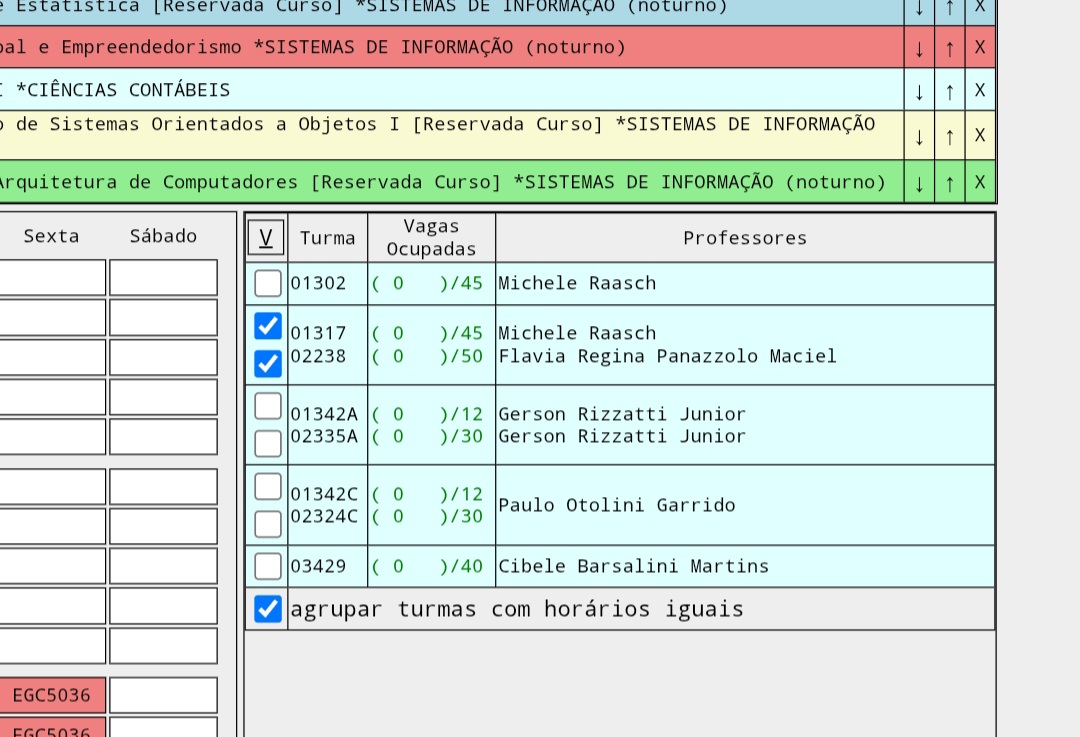 e Estatística [Reservada Curso] *SISTEMAS DE INFORMAÇÃO (noturno) ↓ ↑ X
e Empreendedorismo *SISTEMAS DE INFORMAÇÃO (noturno) ↓ ↑ X
I *CIÊNCIAS CONTÁBEIS ↓ ↑ X
de Sistemas Orientados a Objetos I [Reservada Curso] *SISTEMAS DE INFORMAÇÃO ↓ ↑ X
Arquitetura de Computadores [Reservada Curso] *SISTEMAS DE INFORMAÇÃO (noturno) ↓ ↑ X
Sexta Sábado
V Turma Vagas Ocupadas Professores
01302 ( 0 )/45 Michele Raasch
01317 ( 0 )/45 Michele Raasch
02238 ( 0 )/50 Flavia Regina Panazzolo Maciel
01342A ( 0 )/12 Gerson Rizzatti Junior
02335A ( 0 )/30 Gerson Rizzatti Junior
01342C ( 0 )/12 Paulo Otolini Garrido
02324C ( 0 )/30
03429 ( 0 )/40 Cibele Barsalini Martins
agrupar turmas com horários iguais
EGC5036
EGC5036